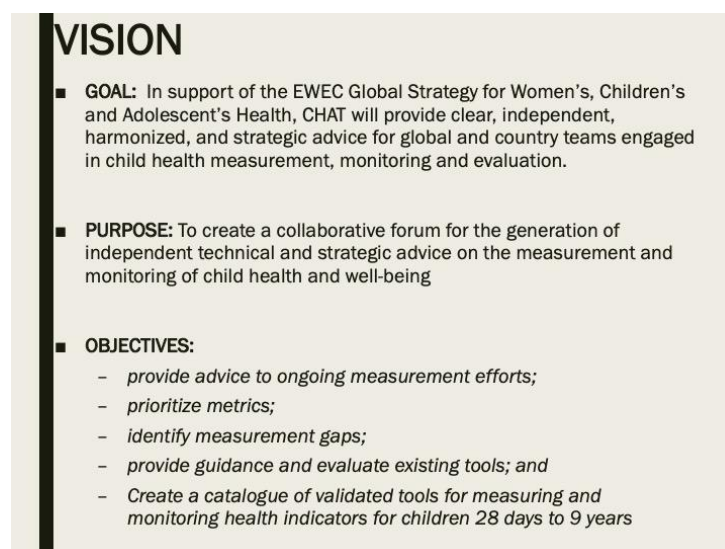 VISION
■ GOAL: In support of the EWEC Global Strategy for Women's, Children's
and Adolescent's Health, CHAT will provide clear, independent,
harmonized, and strategic advice for global and country teams engaged
in child health measurement, monitoring and evaluation.
■ PURPOSE: To create a collaborative forum for the generation of
independent technical and strategic advice on the measurement and
monitoring of child health and well-being
■ OBJECTIVES:
– provide advice to ongoing measurement efforts;
– prioritize metrics;
– identify measurement gaps;
– provide guidance and evaluate existing tools; and
– Create a catalogue of validated tools for measuring and
monitoring health indicators for children 28 days to 9 years